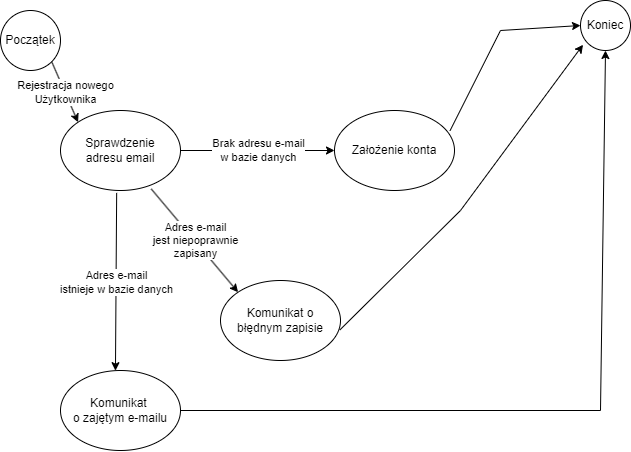 Początek
Koniec
Rejestracja nowego
Użytkownika
Sprawdzenie
adresu email
Brak adresu e-mail
w bazie danych
Założenie konta
Adres e-mail
jest niepoprawnie
zapisany
Adres e-mail
istnieje w bazie danych
Komunikat o
błędnym zapisie
Komunikat
o zajętym e-mailu